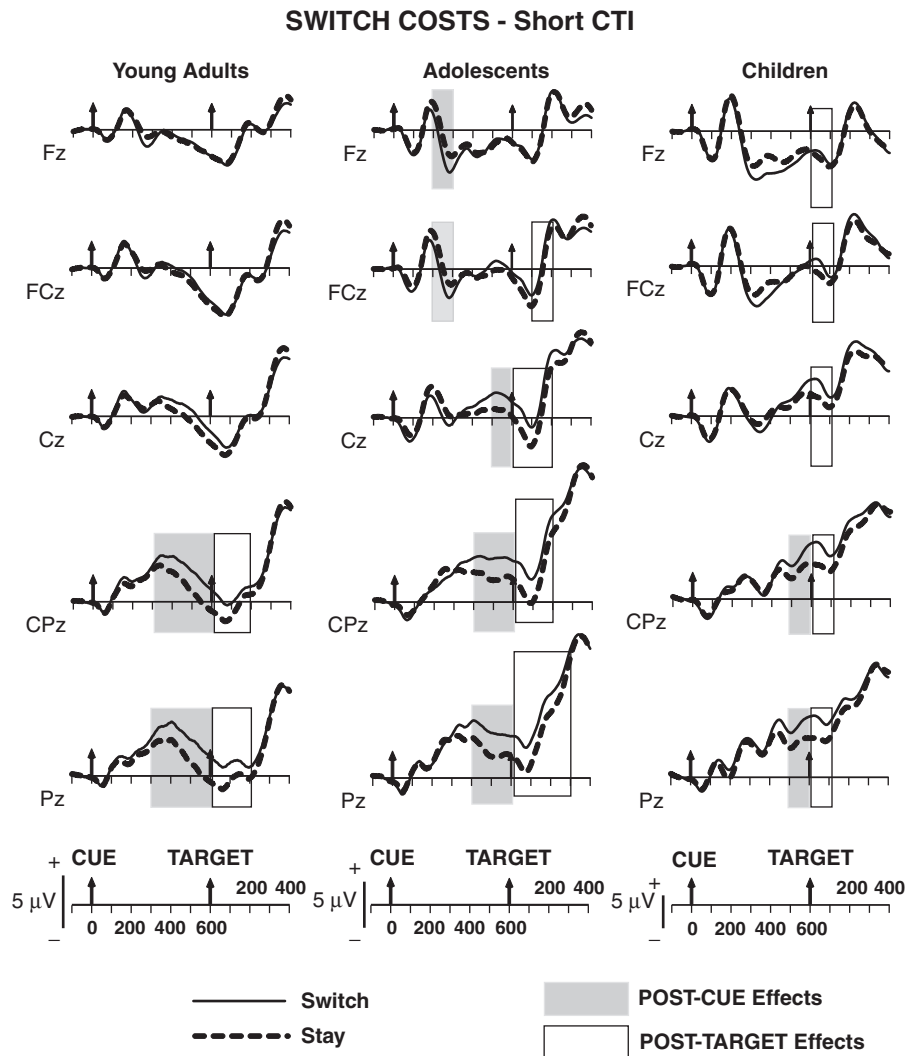 SWITCH COSTS - Short CTI
Young Adults Adolescents Children
Fz Fz Fz
FCz FCz FCz
Cz Cz Cz
CPz CPz CPz
Pz Pz Pz
+ CUE TARGET + CUE TARGET CUE TARGET
200 400 200 400 + 200 400
5 μV 5 μV 5 μV
– 0 200 400 600 – 0 200 400 600 – 0 200 400 600
Switch POST-CUE Effects
Stay POST-TARGET Effects